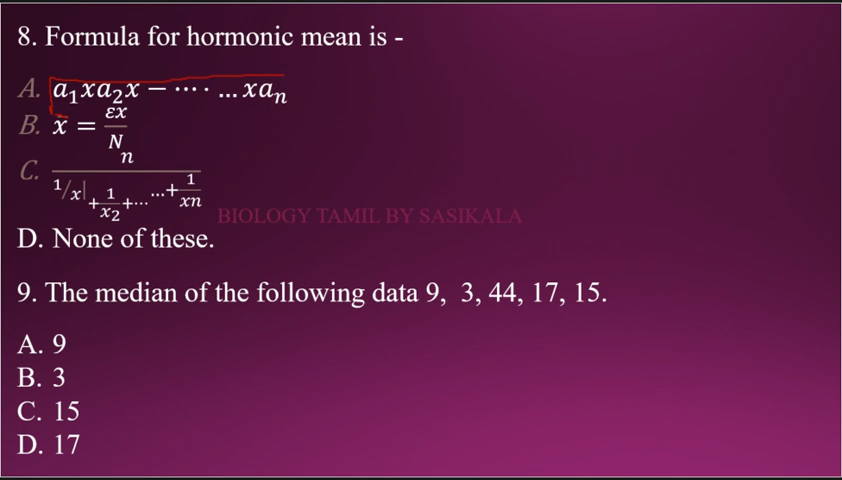 8. Formula for hormonic mean is -
A. a₁xa₂x − ⋯ . … xaₙ
B. x̄ = εx/N
C. n/(1/x| + 1/x₂ +⋯ …+ 1/xn)
BIOLOGY TAMIL BY SASIKALA
D. None of these.
9. The median of the following data 9, 3, 44, 17, 15.
A. 9
B. 3
C. 15
D. 17